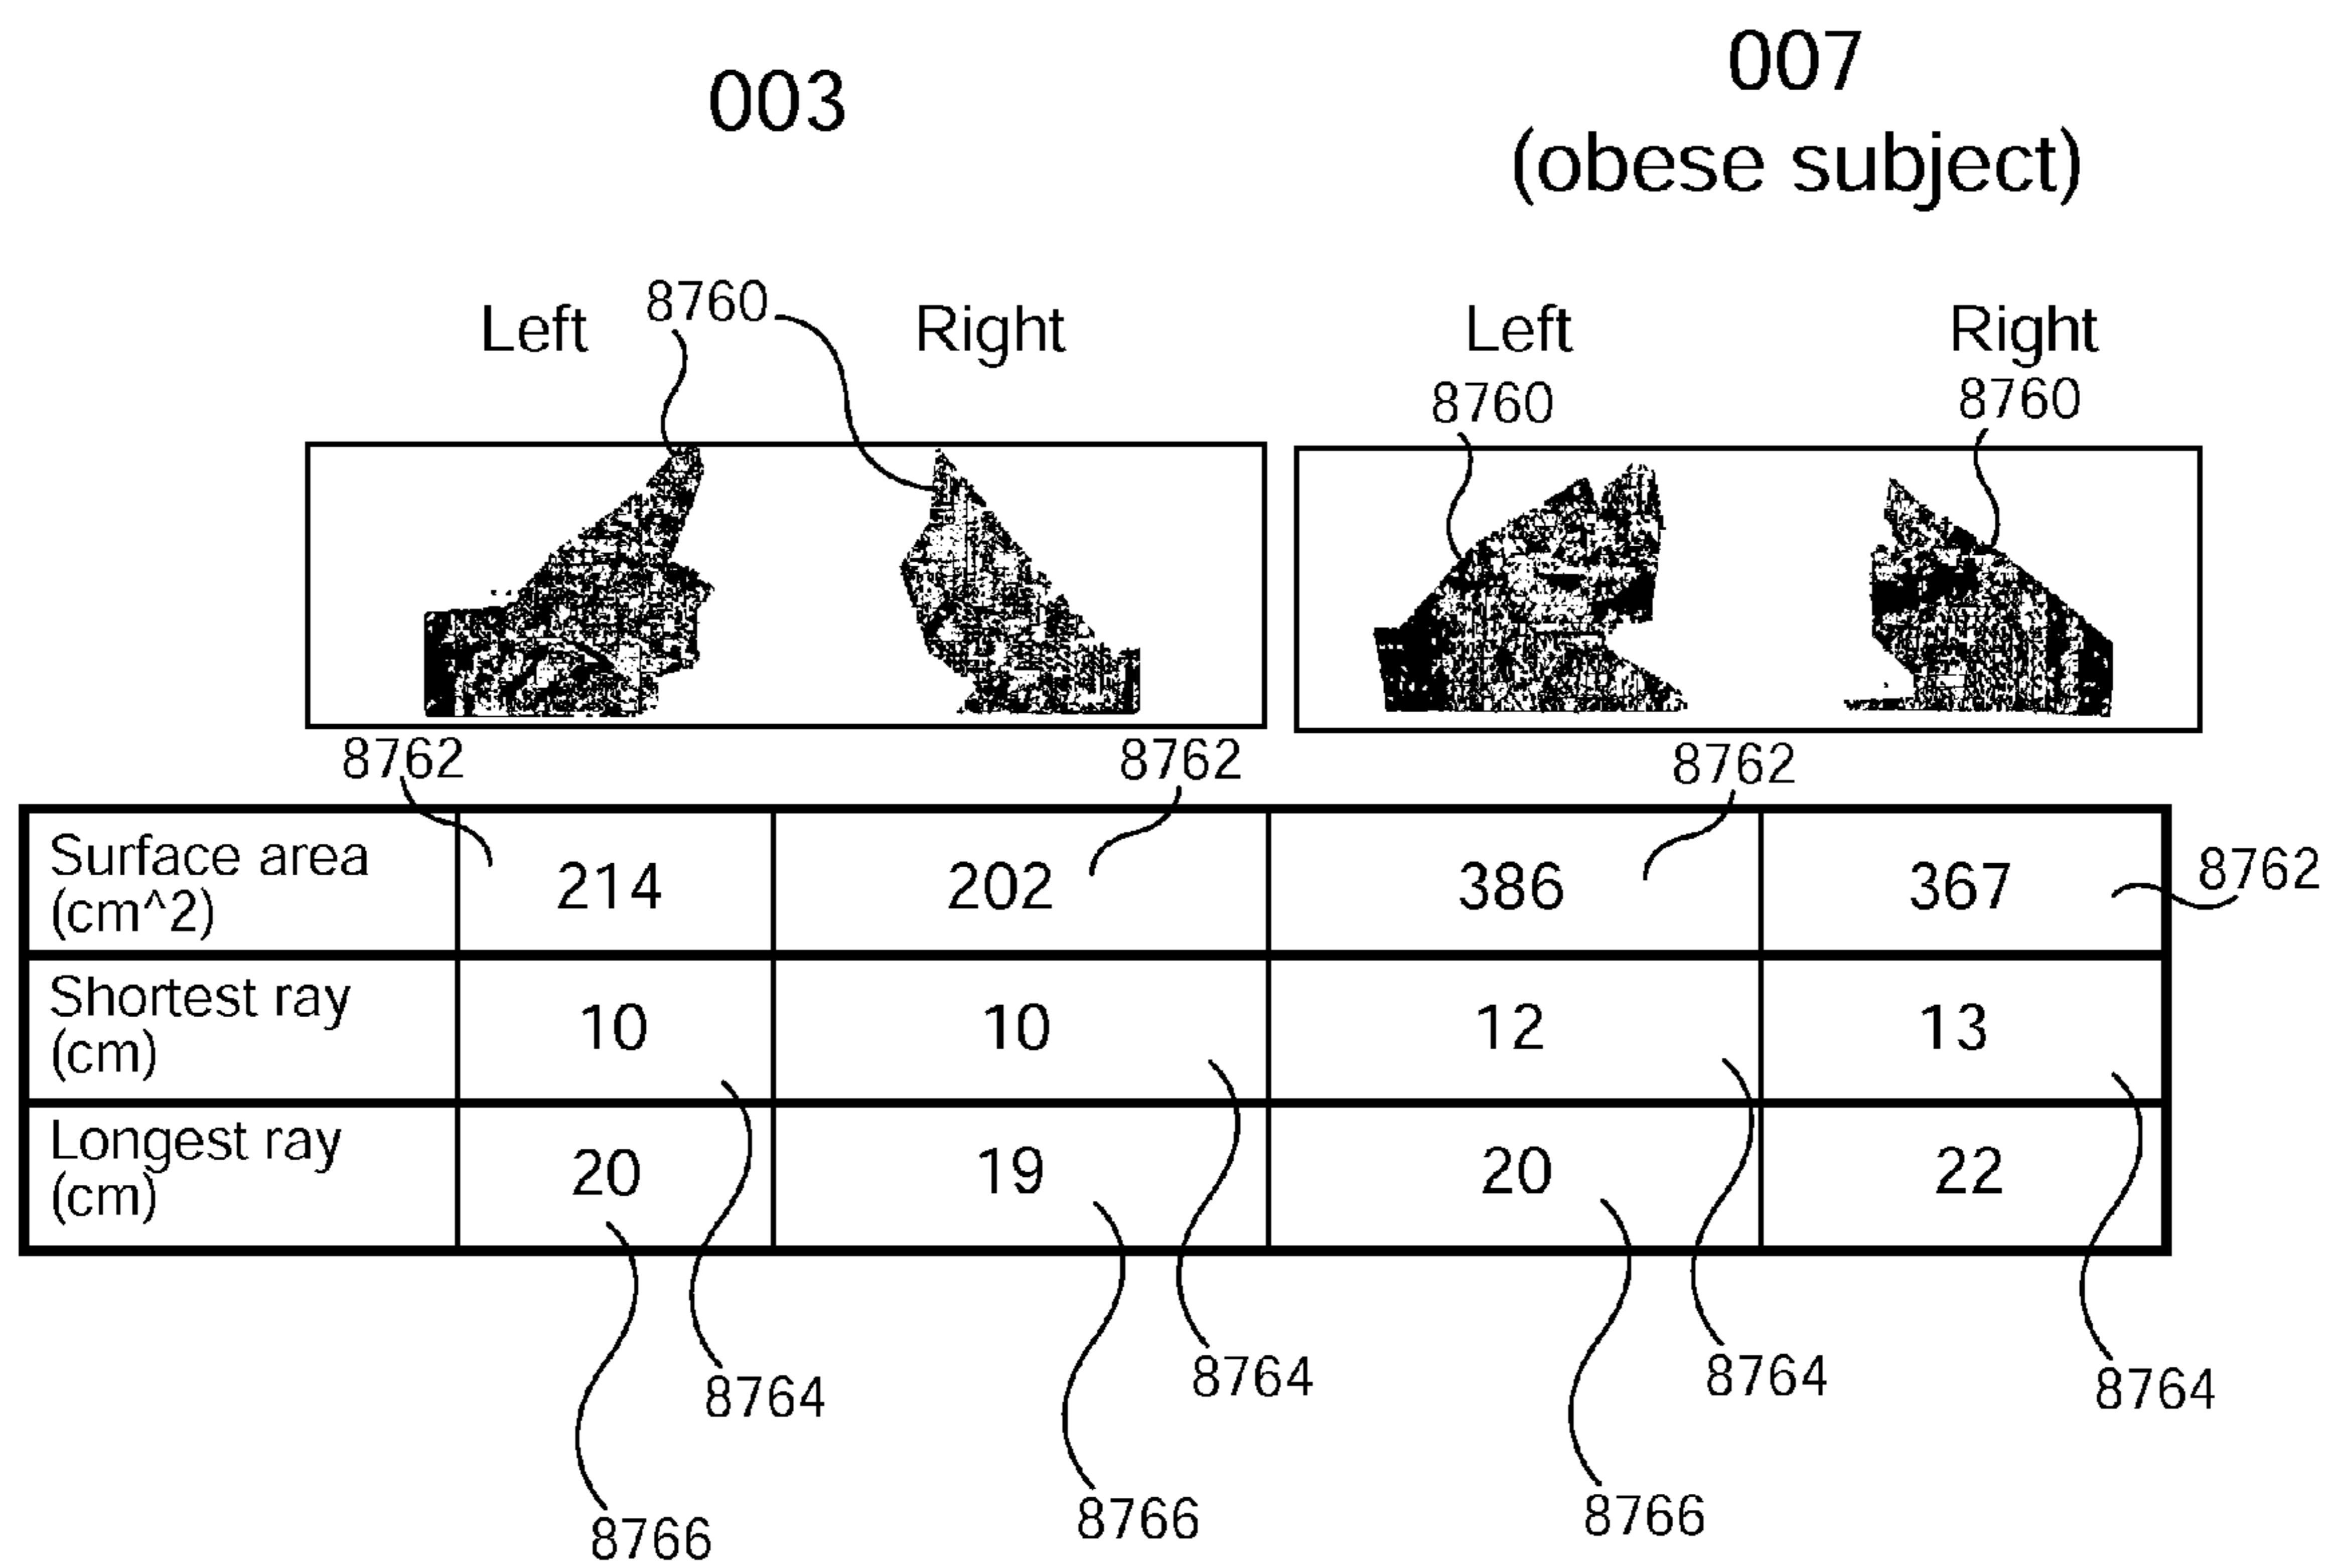 003
007
(obese subject)
Left 8760 Right
Left Right
8760 8760
8762 8762 8762
Surface area
(cm^2) 214 202 386 367 8762
Shortest ray
(cm) 10 10 12 13
Longest ray
(cm) 20 19 20 22
8764 8764 8764 8764
8766 8766 8766